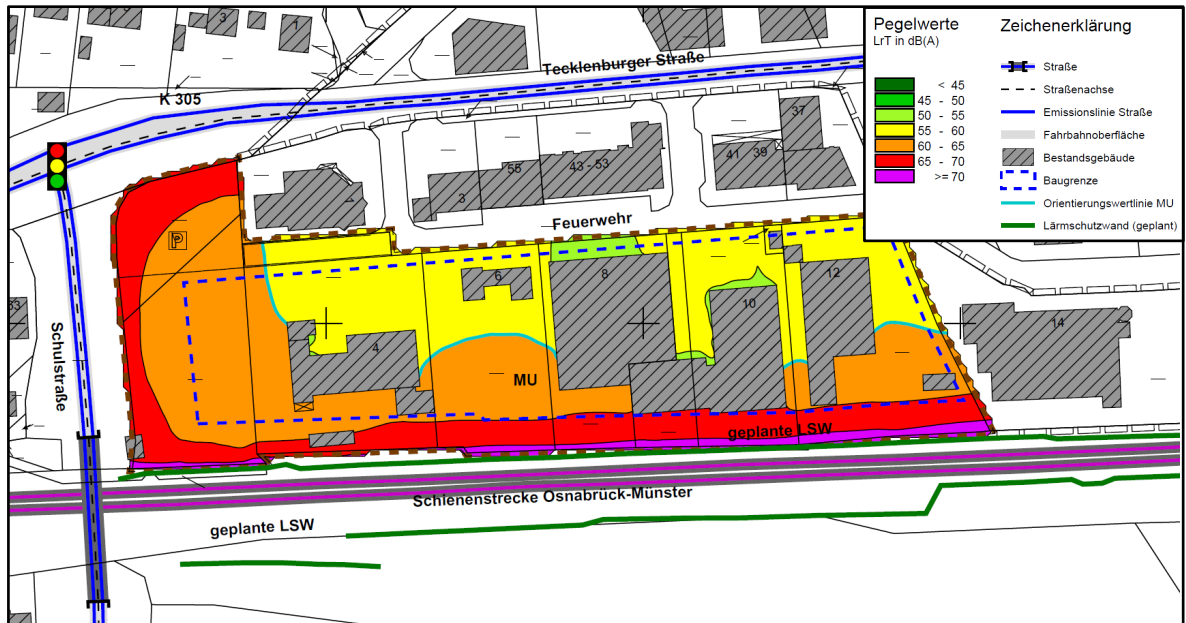 3
1
K 305
Tecklenburger Straße
Pegelwerte
LrT in dB(A)
< 45
45 - 50
50 - 55
55 - 60
60 - 65
65 - 70
>= 70
Zeichenerklärung
Straße
Straßenachse
Emissionslinie Straße
Fahrbahnoberfläche
Bestandsgebäude
Baugrenze
Orientierungswertlinie MU
Lärmschutzwand (geplant)
37
41
39
43 - 53
55
3
Feuerwehr
P
6
8
10
12
14
4
MU
Schulstraße
geplante LSW
Schienenstrecke Osnabrück-Münster
geplante LSW